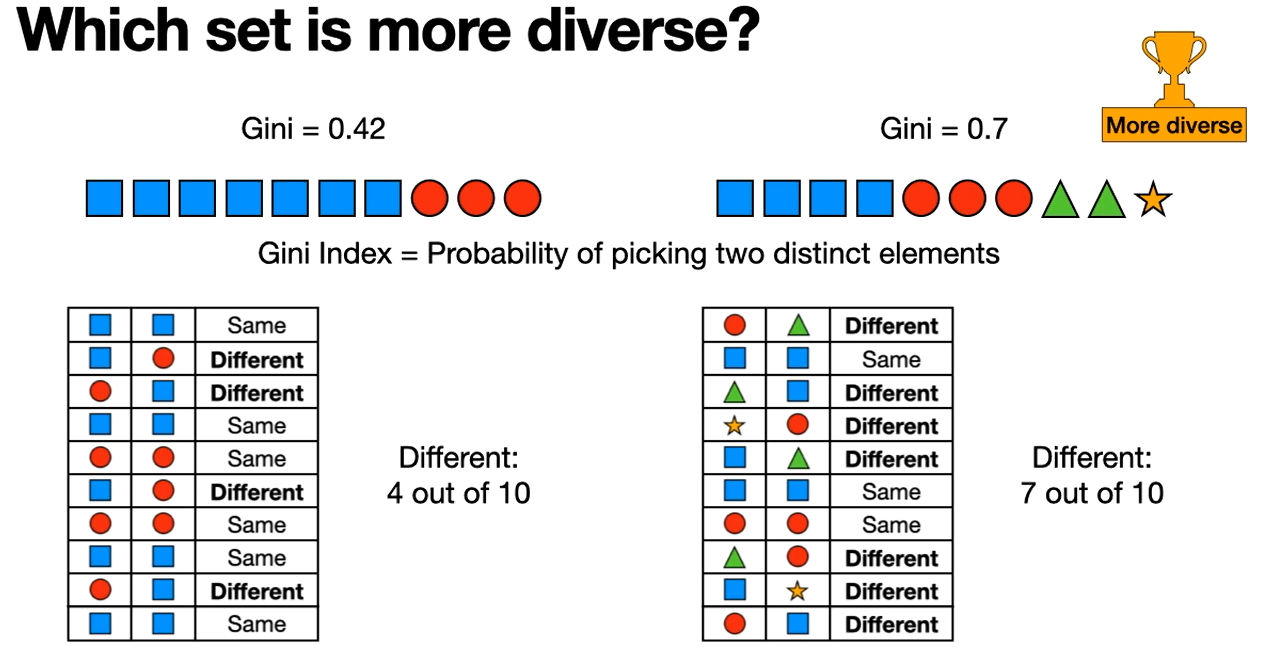 Which set is more diverse?
More diverse
Gini = 0.42
Gini = 0.7
Gini Index = Probability of picking two distinct elements
Same
Different
Different
Same
Same
Different
Same
Same
Different
Same
Different:
4 out of 10
Different
Same
Different
Different
Different
Same
Same
Different
Different
Different
Different:
7 out of 10